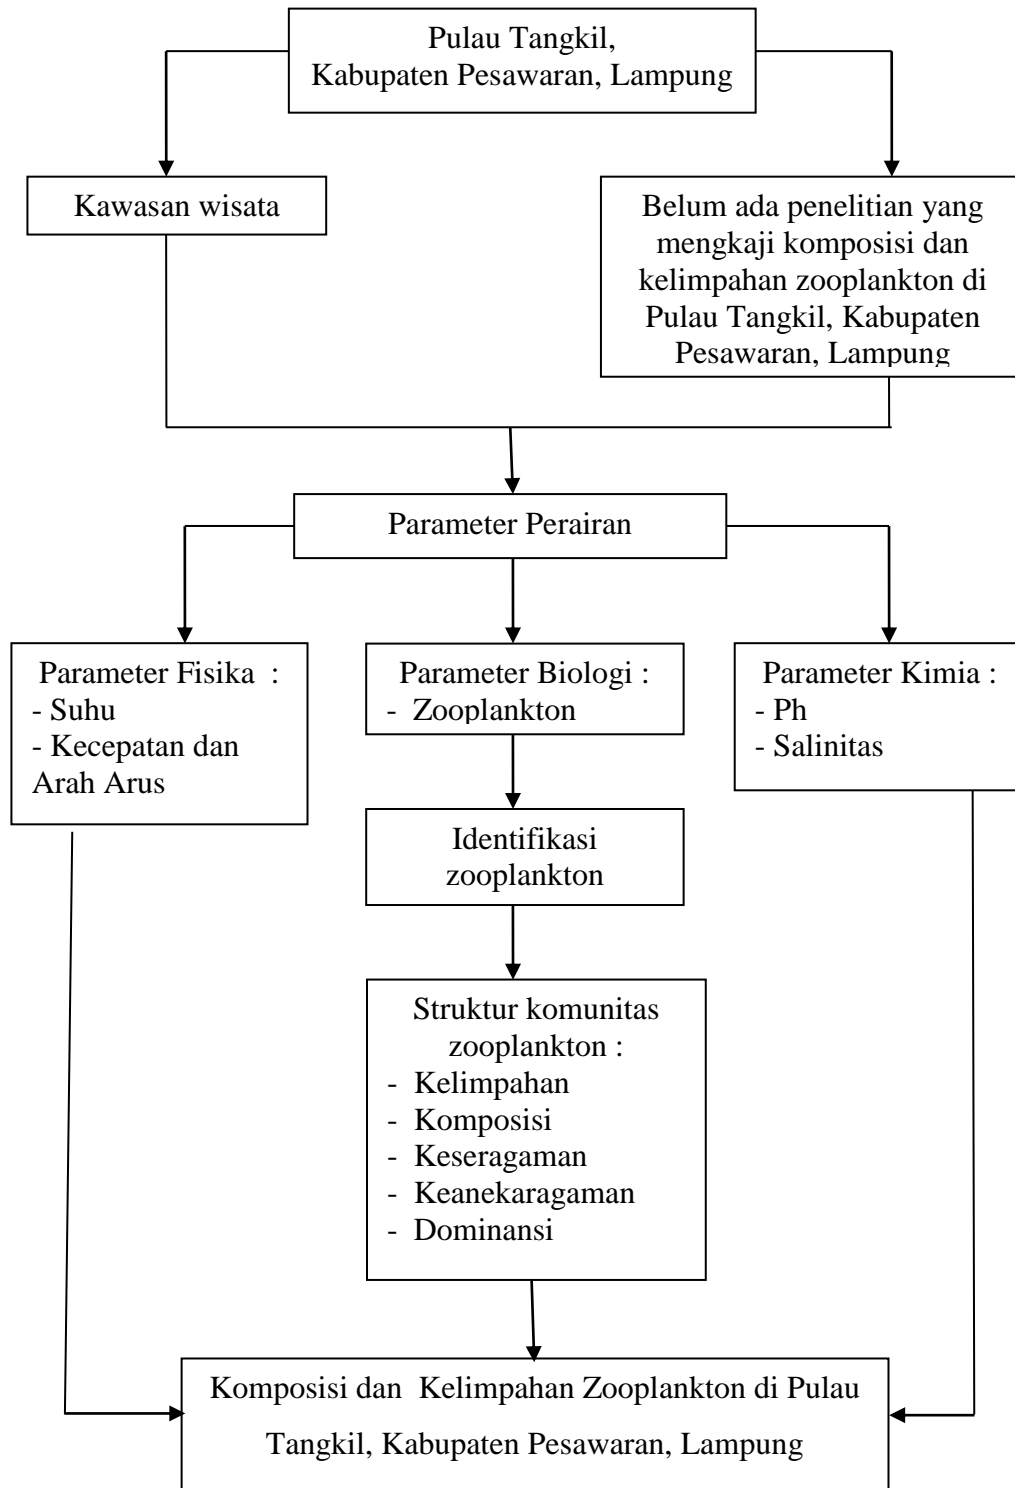 Pulau Tangkil,
Kabupaten Pesawaran, Lampung
Kawasan wisata
Belum ada penelitian yang
mengkaji komposisi dan
kelimpahan zooplankton di
Pulau Tangkil, Kabupaten
Pesawaran, Lampung
Parameter Perairan
Parameter Fisika :
- Suhu
- Kecepatan dan
Arah Arus
Parameter Biologi :
- Zooplankton
Parameter Kimia :
- Ph
- Salinitas
Identifikasi
zooplankton
Struktur komunitas
zooplankton :
- Kelimpahan
- Komposisi
- Keseragaman
- Keanekaragaman
- Dominansi
Komposisi dan Kelimpahan Zooplankton di Pulau
Tangkil, Kabupaten Pesawaran, Lampung